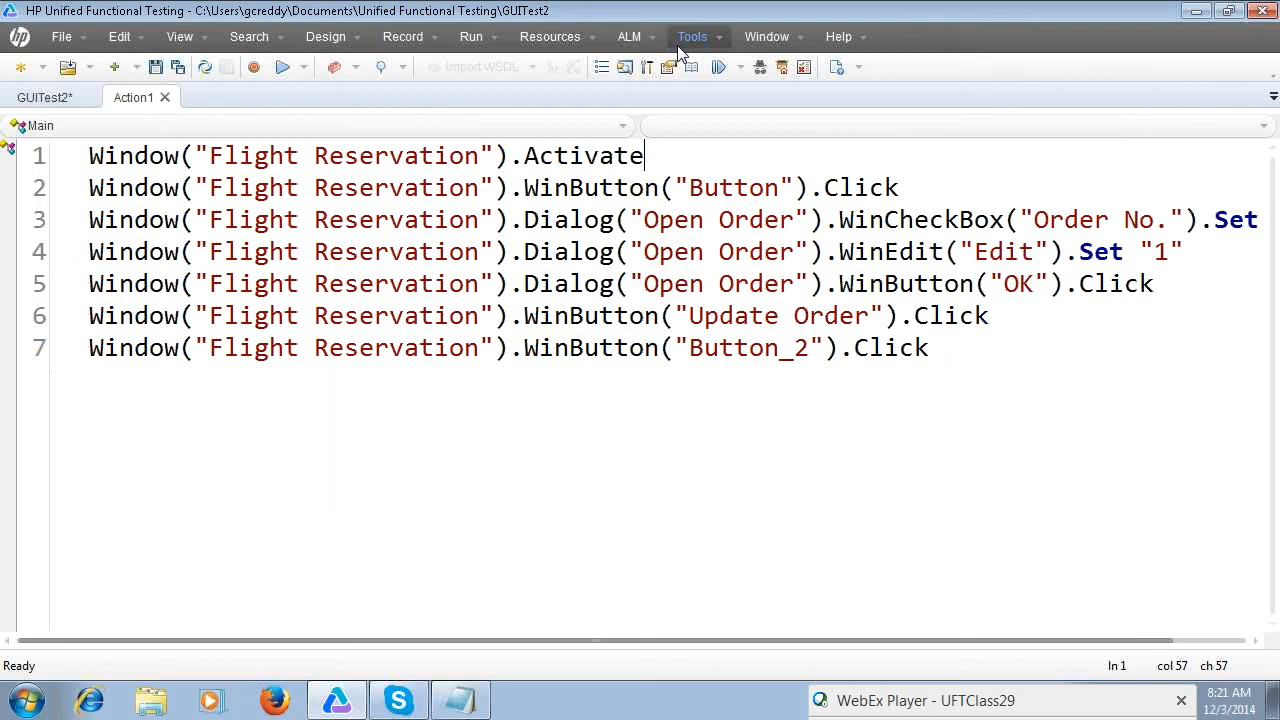 HP Unified Functional Testing - C:\Users\gcreddy\Documents\Unified Functional Testing\GUITest2
hp File Edit View Search Design Record Run Resources ALM Tools Window Help
Import WSDL
GUITest2* Action1
Main
1 Window("Flight Reservation").Activate
2 Window("Flight Reservation").WinButton("Button").Click
3 Window("Flight Reservation").Dialog("Open Order").WinCheckBox("Order No.").Set
4 Window("Flight Reservation").Dialog("Open Order").WinEdit("Edit").Set "1"
5 Window("Flight Reservation").Dialog("Open Order").WinButton("OK").Click
6 Window("Flight Reservation").WinButton("Update Order").Click
7 Window("Flight Reservation").WinButton("Button_2").Click
Ready ln 1 col 57 ch 57
WebEx Player - UFTClass29
8:21 AM
12/3/2014